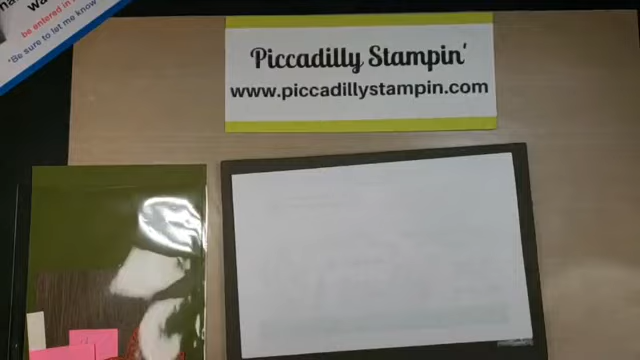 be entered in
*Be sure to let me know
Piccadilly Stampin'
www.piccadillystampin.com